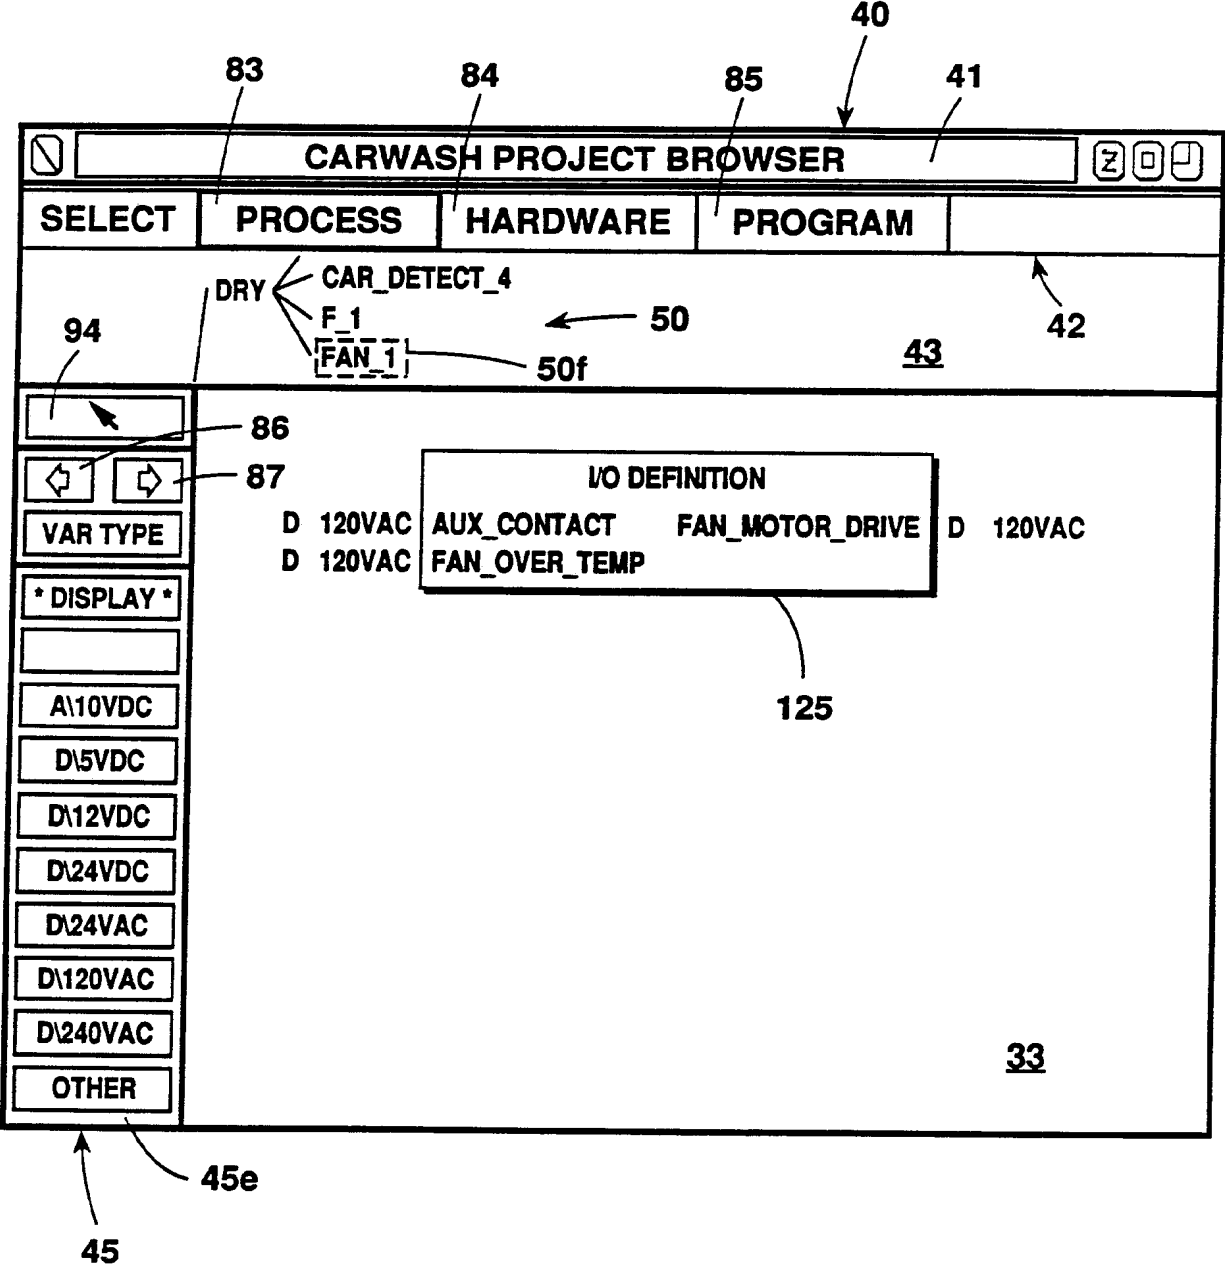 40
83
84
85
41
CARWASH PROJECT BROWSER
Z
SELECT PROCESS HARDWARE PROGRAM
DRY
CAR_DETECT_4
F_1
FAN_1
50
50f
43
42
94
86
87
VAR TYPE
* DISPLAY *
A\10VDC
D\5VDC
D\12VDC
D\24VDC
D\24VAC
D\120VAC
D\240VAC
OTHER
I/O DEFINITION
D 120VAC AUX_CONTACT FAN_MOTOR_DRIVE D 120VAC
D 120VAC FAN_OVER_TEMP
125
33
45e
45